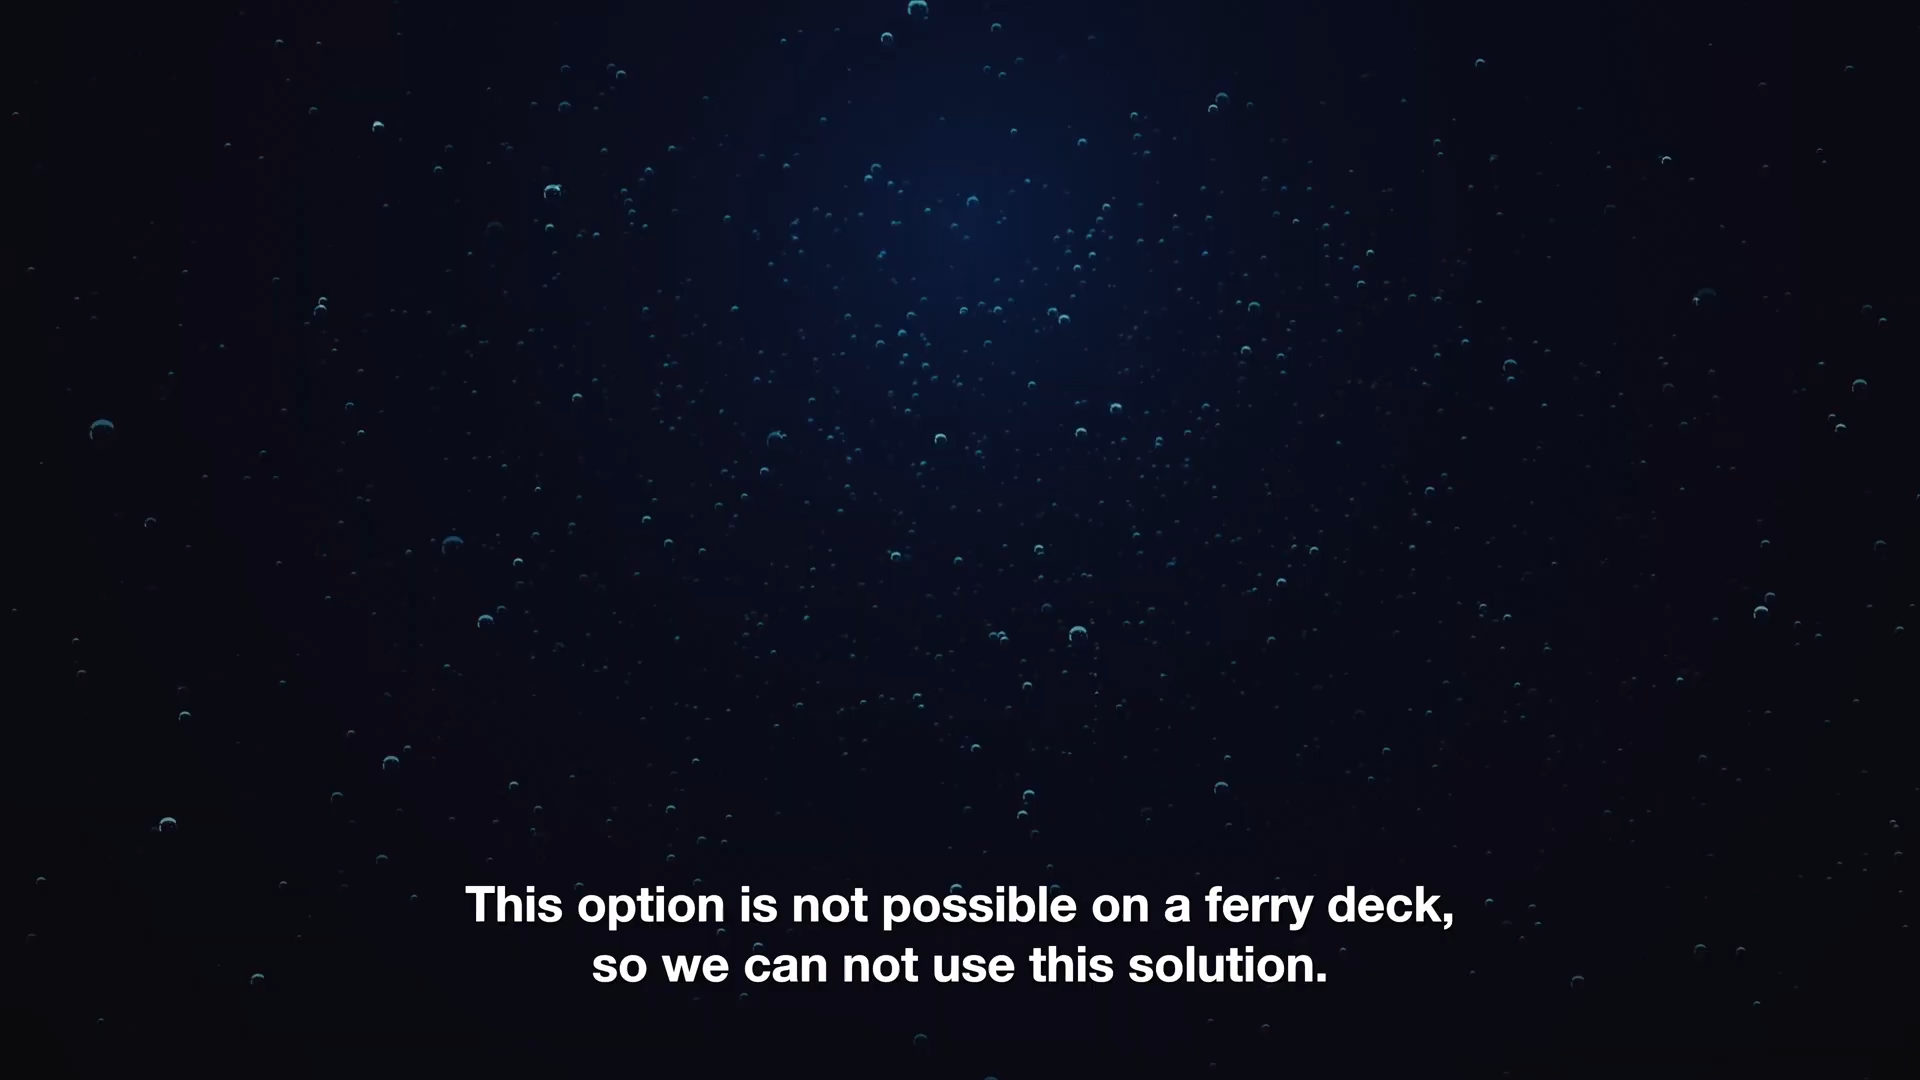 This option is not possible on a ferry deck,
so we can not use this solution.